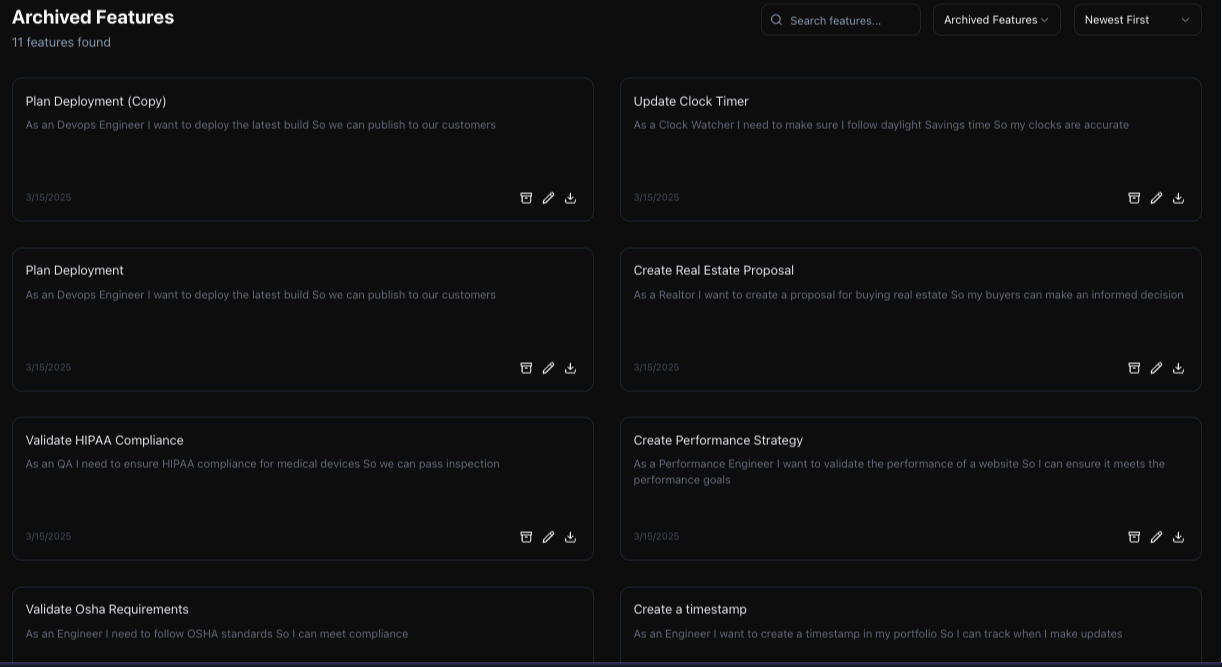 Archived Features
11 features found
Search features...
Archived Features
Newest First
Plan Deployment (Copy)
As an Devops Engineer I want to deploy the latest build So we can publish to our customers
3/15/2025
Update Clock Timer
As a Clock Watcher I need to make sure I follow daylight Savings time So my clocks are accurate
3/15/2025
Plan Deployment
As an Devops Engineer I want to deploy the latest build So we can publish to our customers
3/15/2025
Create Real Estate Proposal
As a Realtor I want to create a proposal for buying real estate So my buyers can make an informed decision
3/15/2025
Validate HIPAA Compliance
As an QA I need to ensure HIPAA compliance for medical devices So we can pass inspection
3/15/2025
Create Performance Strategy
As a Performance Engineer I want to validate the performance of a website So I can ensure it meets the
performance goals
3/15/2025
Validate Osha Requirements
As an Engineer I need to follow OSHA standards So I can meet compliance
Create a timestamp
As an Engineer I want to create a timestamp in my portfolio So I can track when I make updates